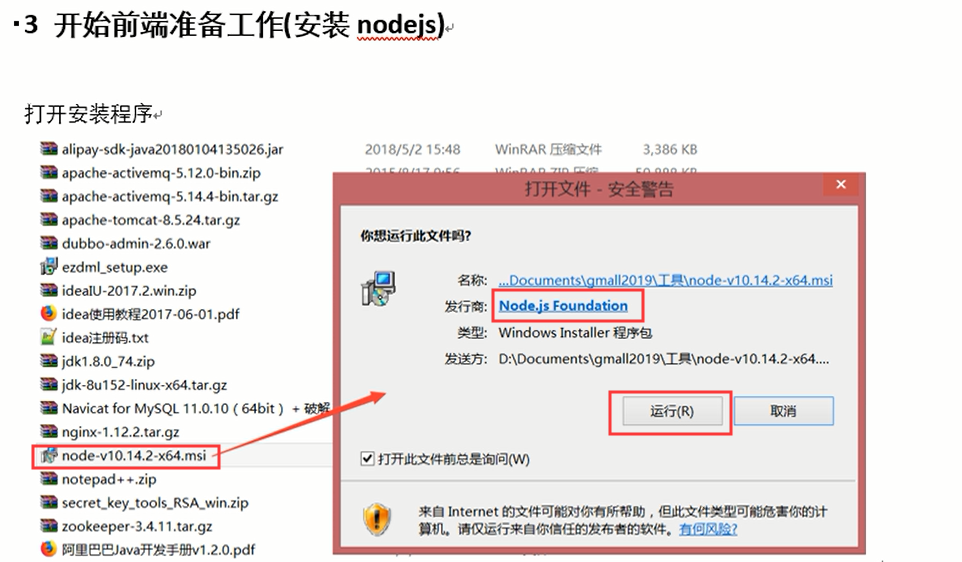 ▪3 开始前端准备工作(安装 nodejs)
打开安装程序
alipay-sdk-java20180104135026.jar 2018/5/2 15:48 WinRAR 压缩文件 3,386 KB
apache-activemq-5.12.0-bin.zip
apache-activemq-5.14.4-bin.tar.gz
apache-tomcat-8.5.24.tar.gz
dubbo-admin-2.6.0.war
ezdml_setup.exe
ideaIU-2017.2.win.zip
idea使用教程2017-06-01.pdf
idea注册码.txt
jdk1.8.0_74.zip
jdk-8u152-linux-x64.tar.gz
Navicat for MySQL 11.0.10（64bit）+ 破解
nginx-1.12.2.tar.gz
node-v10.14.2-x64.msi
notepad++.zip
secret_key_tools_RSA_win.zip
zookeeper-3.4.11.tar.gz
阿里巴巴Java开发手册v1.2.0.pdf
打开文件 - 安全警告
你想运行此文件吗?
名称: ...Documents\gmall2019\工具\node-v10.14.2-x64.msi
发行商: Node.js Foundation
类型: Windows Installer 程序包
发送方: D:\Documents\gmall2019\工具\node-v10.14.2-x64....
运行(R) 取消
打开此文件前总是询问(W)
来自 Internet 的文件可能对你有所帮助，但此文件类型可能危害你的计
算机。请仅运行来自你信任的发布者的软件。有何风险?